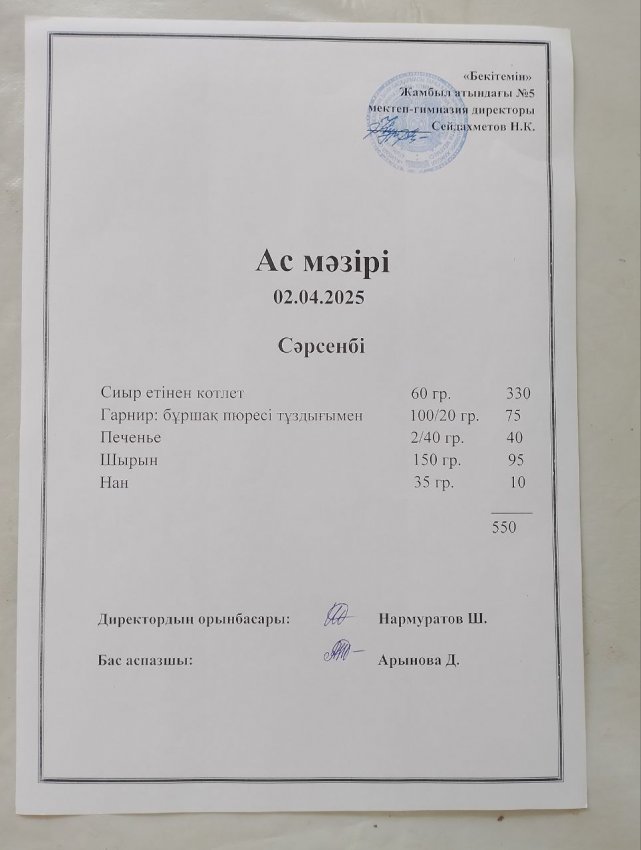 «Бекітемін»
Жамбыл атындағы №5
мектеп-гимназия директоры
Сейдахметов Н.К.
Ас мәзірі
02.04.2025
Сәрсенбі
Сиыр етінен котлет 60 гр. 330
Гарнир: бұршақ пюресі тұздығымен 100/20 гр. 75
Печенье 2/40 гр. 40
Шырын 150 гр. 95
Нан 35 гр. 10
550
Директордың орынбасары: Нармуратов Ш.
Бас аспазшы: Арынова Д.